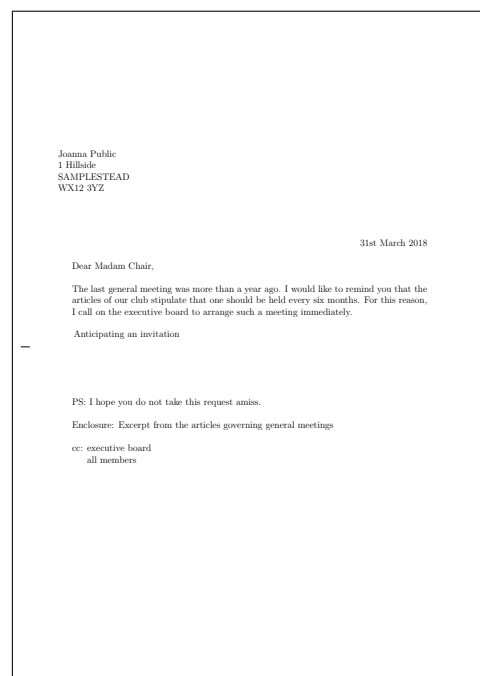 Joanna Public
1 Hillside
SAMPLESTEAD
WX12 3YZ
31st March 2018
Dear Madam Chair,
The last general meeting was more than a year ago. I would like to remind you that the
articles of our club stipulate that one should be held every six months. For this reason,
I call on the executive board to arrange such a meeting immediately.
Anticipating an invitation
PS: I hope you do not take this request amiss.
Enclosure: Excerpt from the articles governing general meetings
cc: executive board
all members